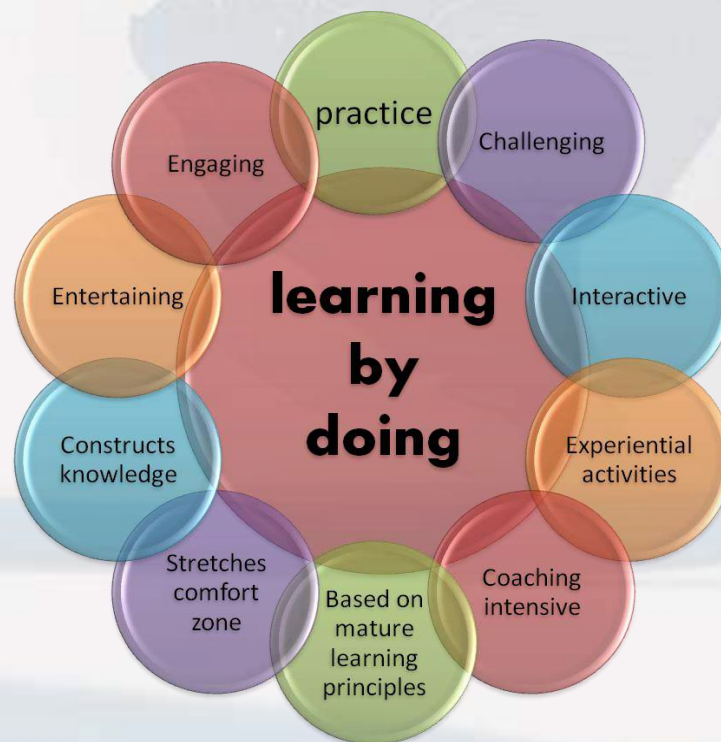 practice
Challenging
Interactive
Experiential
activities
Coaching
intensive
Based on
mature
learning
principles
Stretches
comfort
zone
Constructs
knowledge
Entertaining
Engaging
learning
by
doing